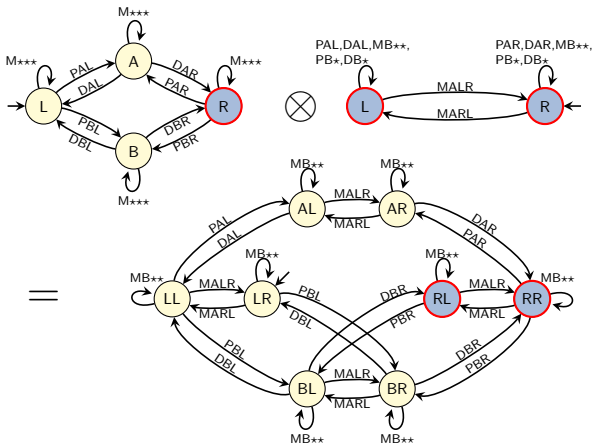 M⋆⋆⋆
A
M⋆⋆⋆
PAL
DAL
DAR
PAR
M⋆⋆⋆
L
R
PBL
DBL
DBR
PBR
B
M⋆⋆⋆
⊗
PAL,DAL,MB⋆⋆,
PB⋆,DB⋆
PAR,DAR,MB⋆⋆,
PB⋆,DB⋆
L
MALR
MARL
R
=
MB⋆⋆
MB⋆⋆
AL
MALR
MARL
AR
PAL
DAL
DAR
PAR
MB⋆⋆
MB⋆⋆
MB⋆⋆
MB⋆⋆
LL
MALR
MARL
LR
PBL
DBL
DBR
PBR
RL
MALR
MARL
RR
PBL
DBL
DBR
PBR
BL
MALR
MARL
BR
MB⋆⋆
MB⋆⋆